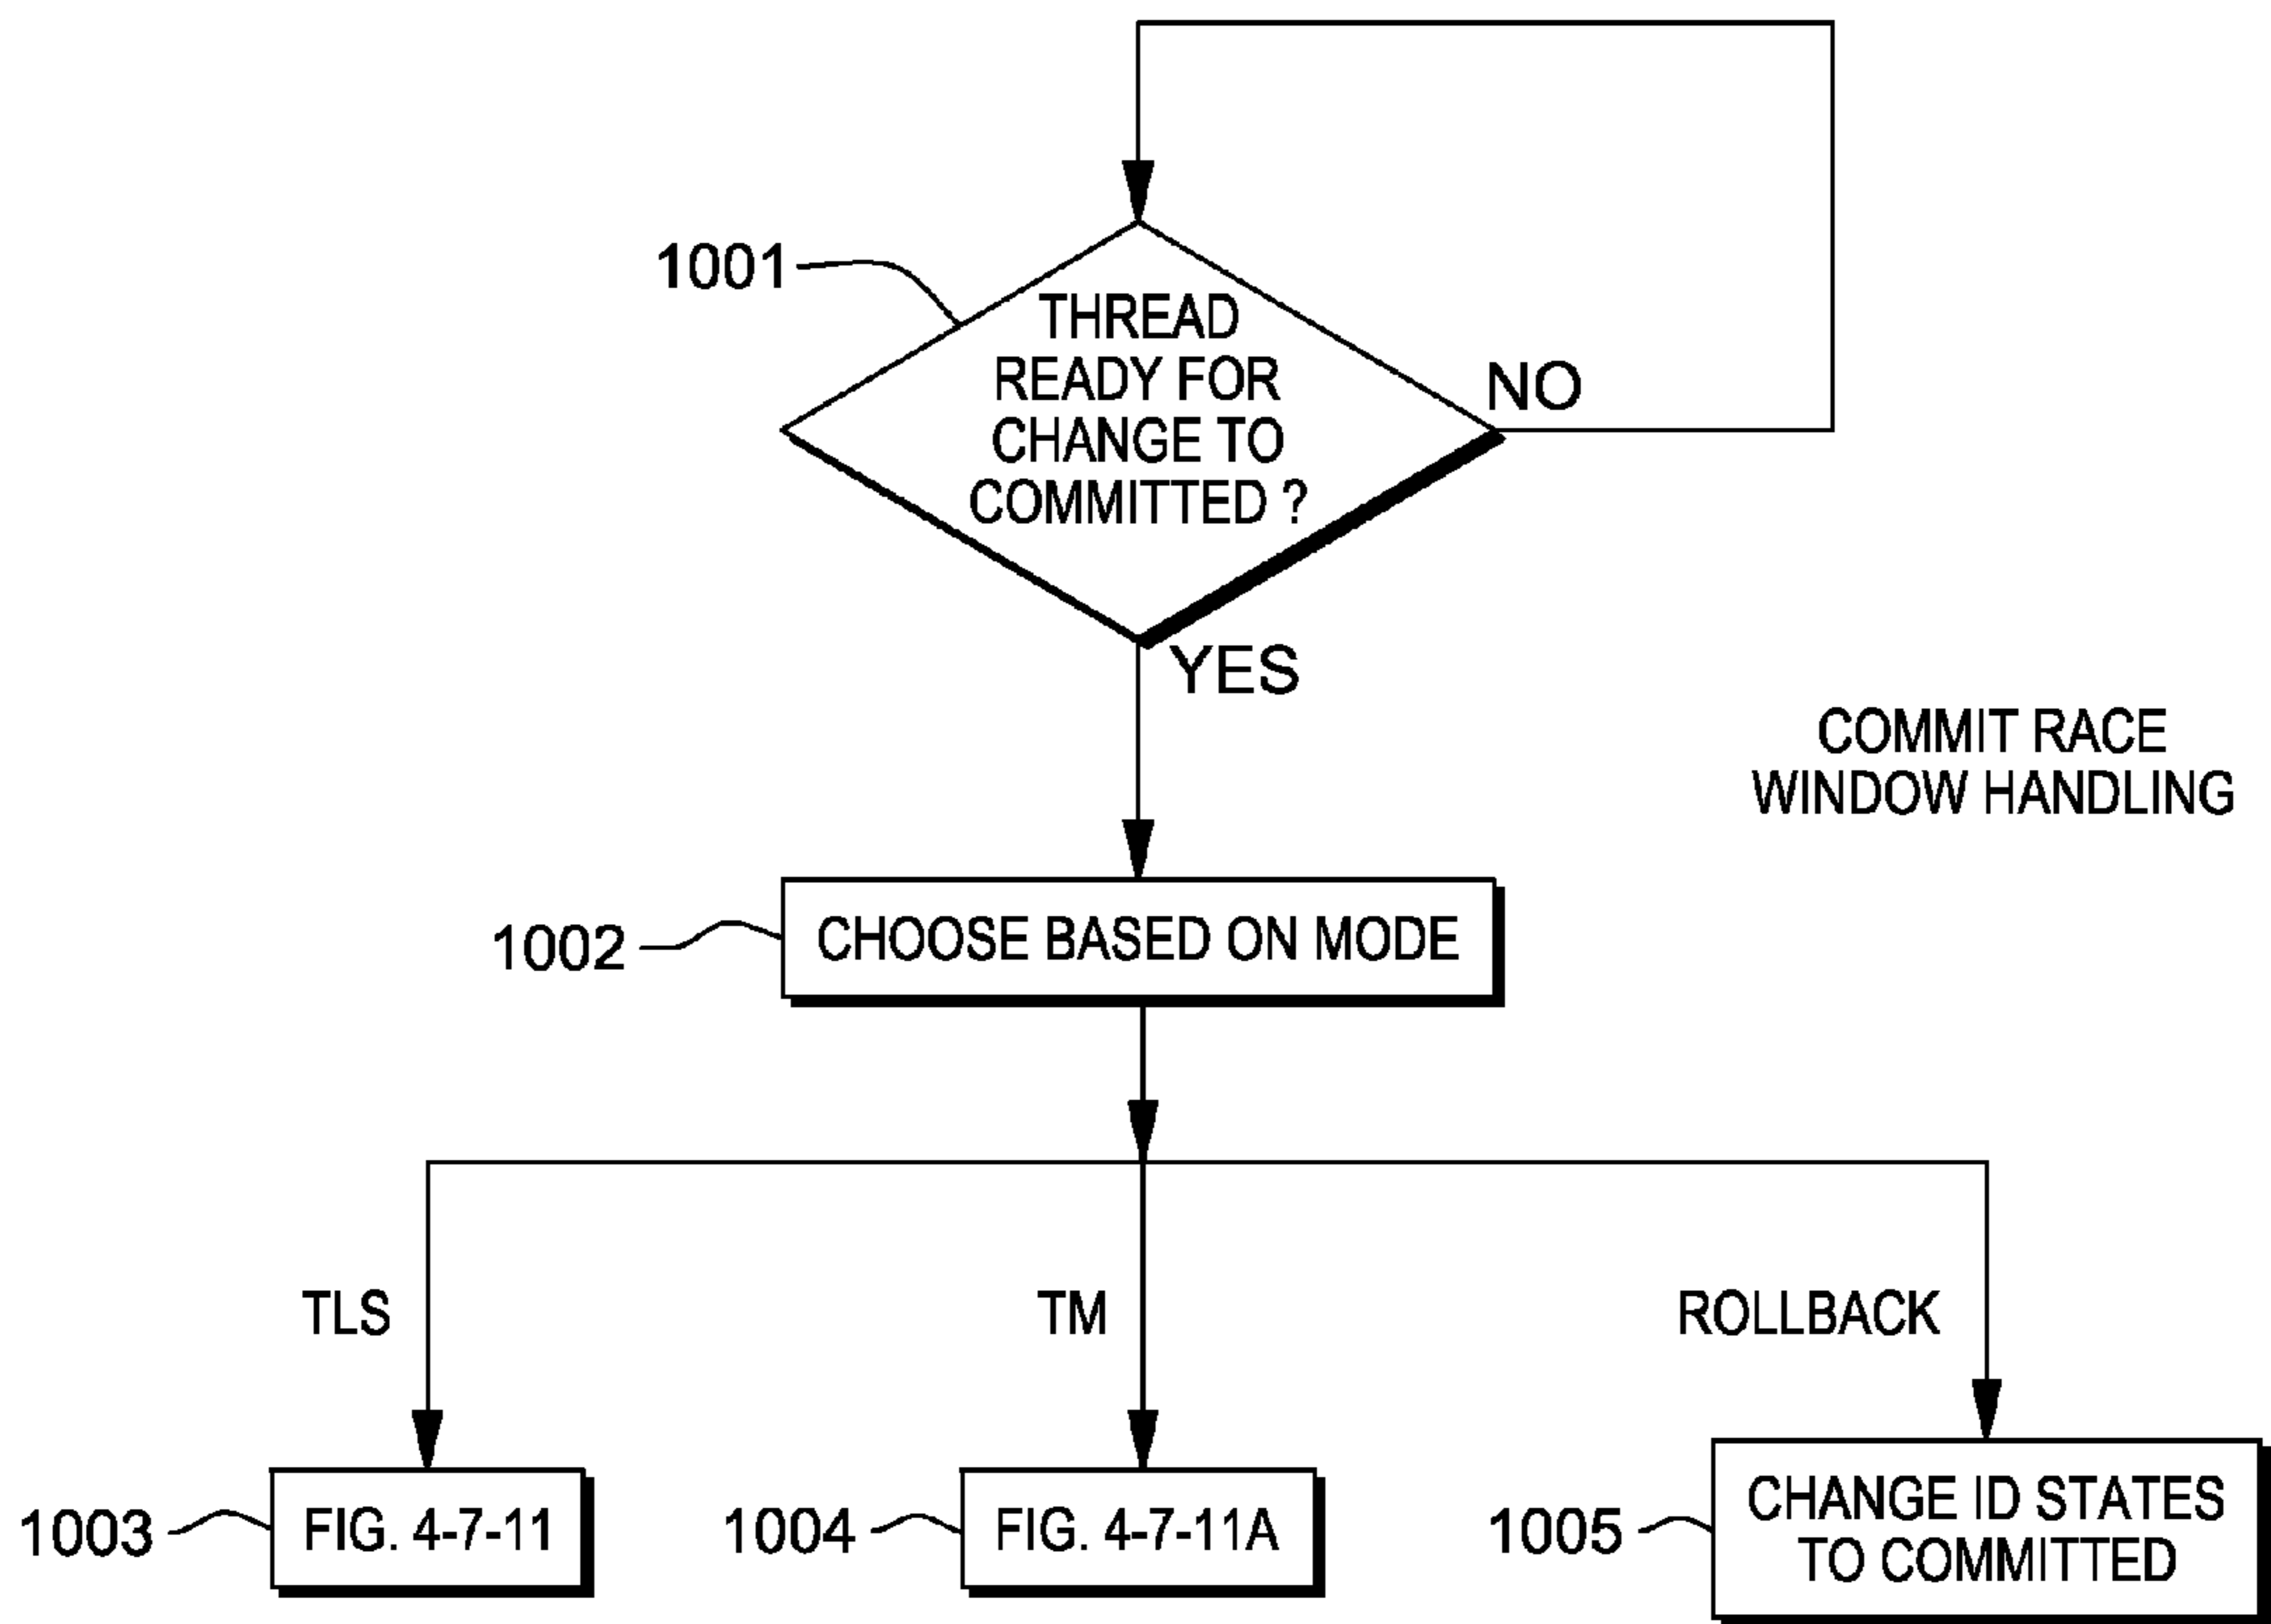 1001
THREAD
READY FOR
CHANGE TO
COMMITTED ?
NO
YES
COMMIT RACE
WINDOW HANDLING
1002
CHOOSE BASED ON MODE
TLS
TM
ROLLBACK
1003
FIG. 4-7-11
1004
FIG. 4-7-11A
1005
CHANGE ID STATES
TO COMMITTED